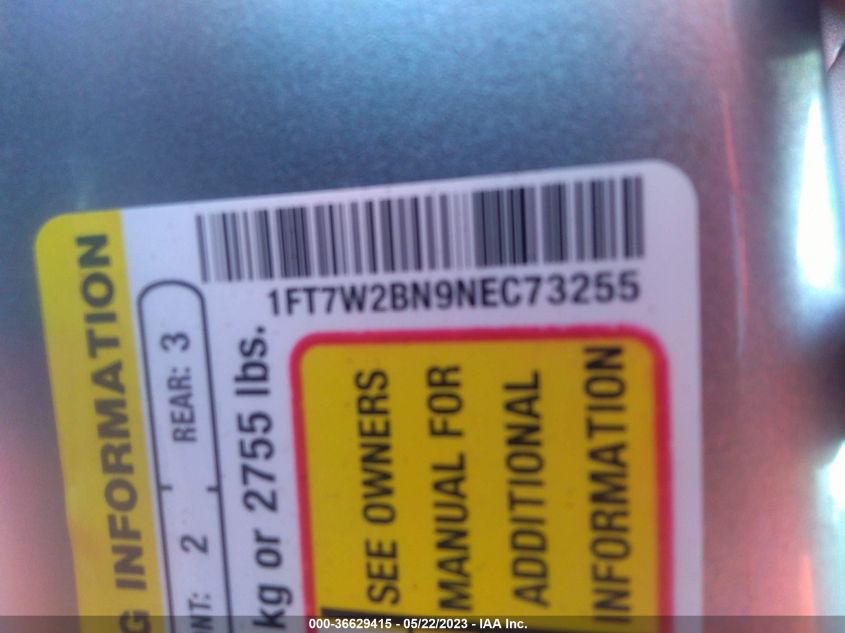 1FT7W2BN9NEC73255
G INFORMATION
NT: 2 REAR: 3
kg or 2755 lbs.
SEE OWNERS
MANUAL FOR
ADDITIONAL
INFORMATION
000-36629415 - 05/22/2023 - IAA Inc.